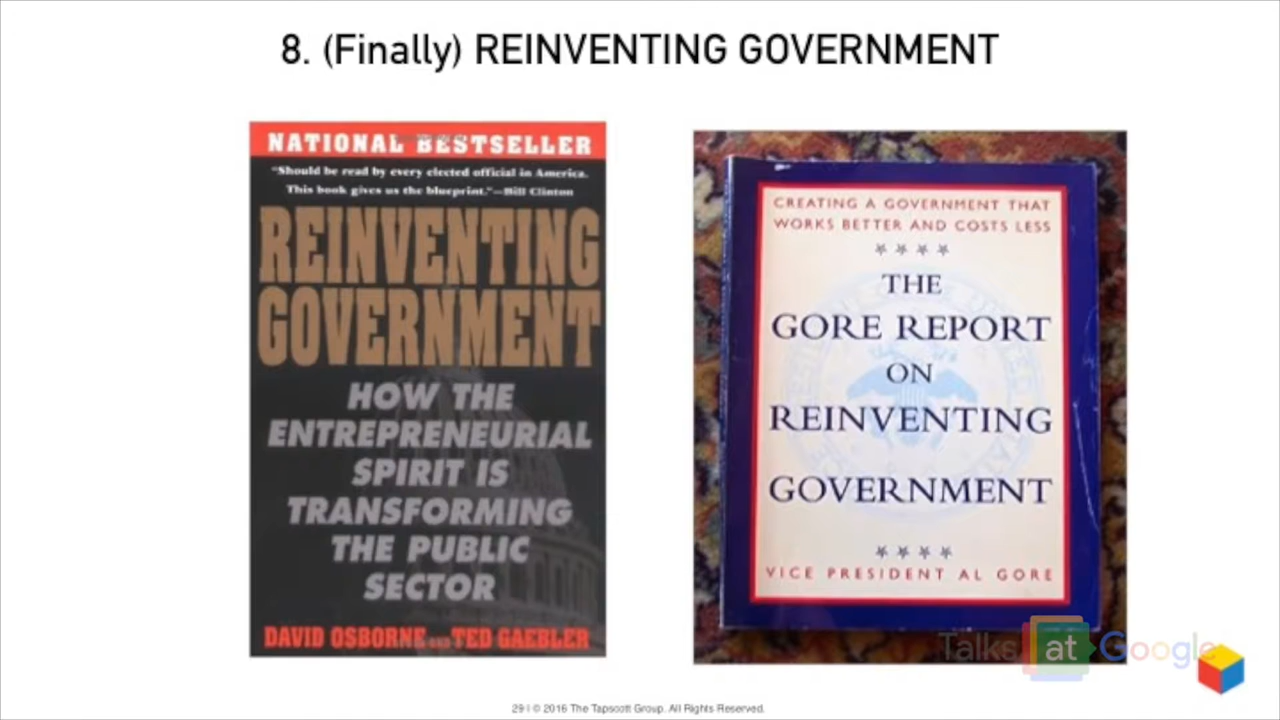 8. (Finally) REINVENTING GOVERNMENT
NATIONAL BESTSELLER
"Should be read by every elected official in America.
This book gives us the blueprint."—Bill Clinton
REINVENTING
GOVERNMENT
HOW THE
ENTREPRENEURIAL
SPIRIT IS
TRANSFORMING
THE PUBLIC
SECTOR
DAVID OSBORNE AND TED GAEBLER
CREATING A GOVERNMENT THAT
WORKS BETTER AND COSTS LESS
THE
GORE REPORT
ON
REINVENTING
GOVERNMENT
VICE PRESIDENT AL GORE
Talks at Google
29 | © 2016 The Tapscott Group. All Rights Reserved.